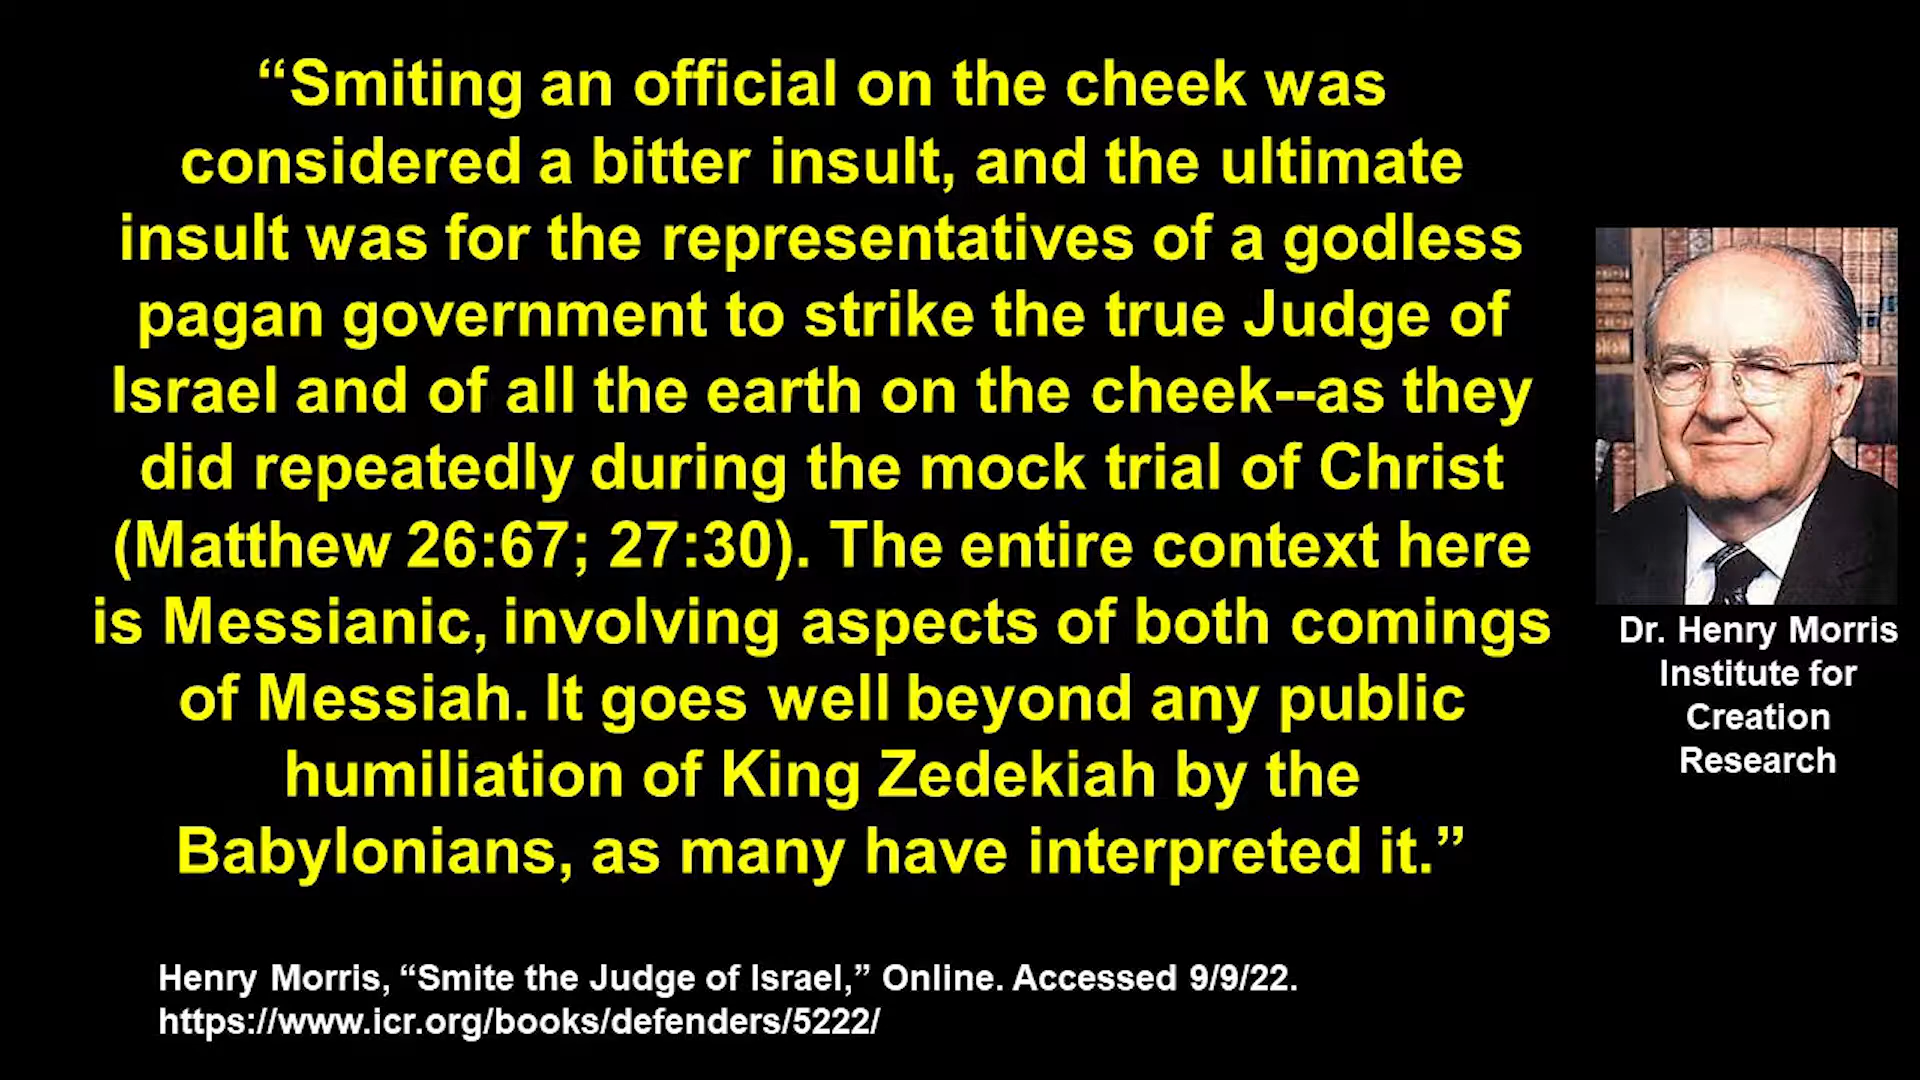 “Smiting an official on the cheek was
considered a bitter insult, and the ultimate
insult was for the representatives of a godless
pagan government to strike the true Judge of
Israel and of all the earth on the cheek--as they
did repeatedly during the mock trial of Christ
(Matthew 26:67; 27:30). The entire context here
is Messianic, involving aspects of both comings
of Messiah. It goes well beyond any public
humiliation of King Zedekiah by the
Babylonians, as many have interpreted it.”
Dr. Henry Morris
Institute for
Creation
Research
Henry Morris, “Smite the Judge of Israel,” Online. Accessed 9/9/22.
https://www.icr.org/books/defenders/5222/